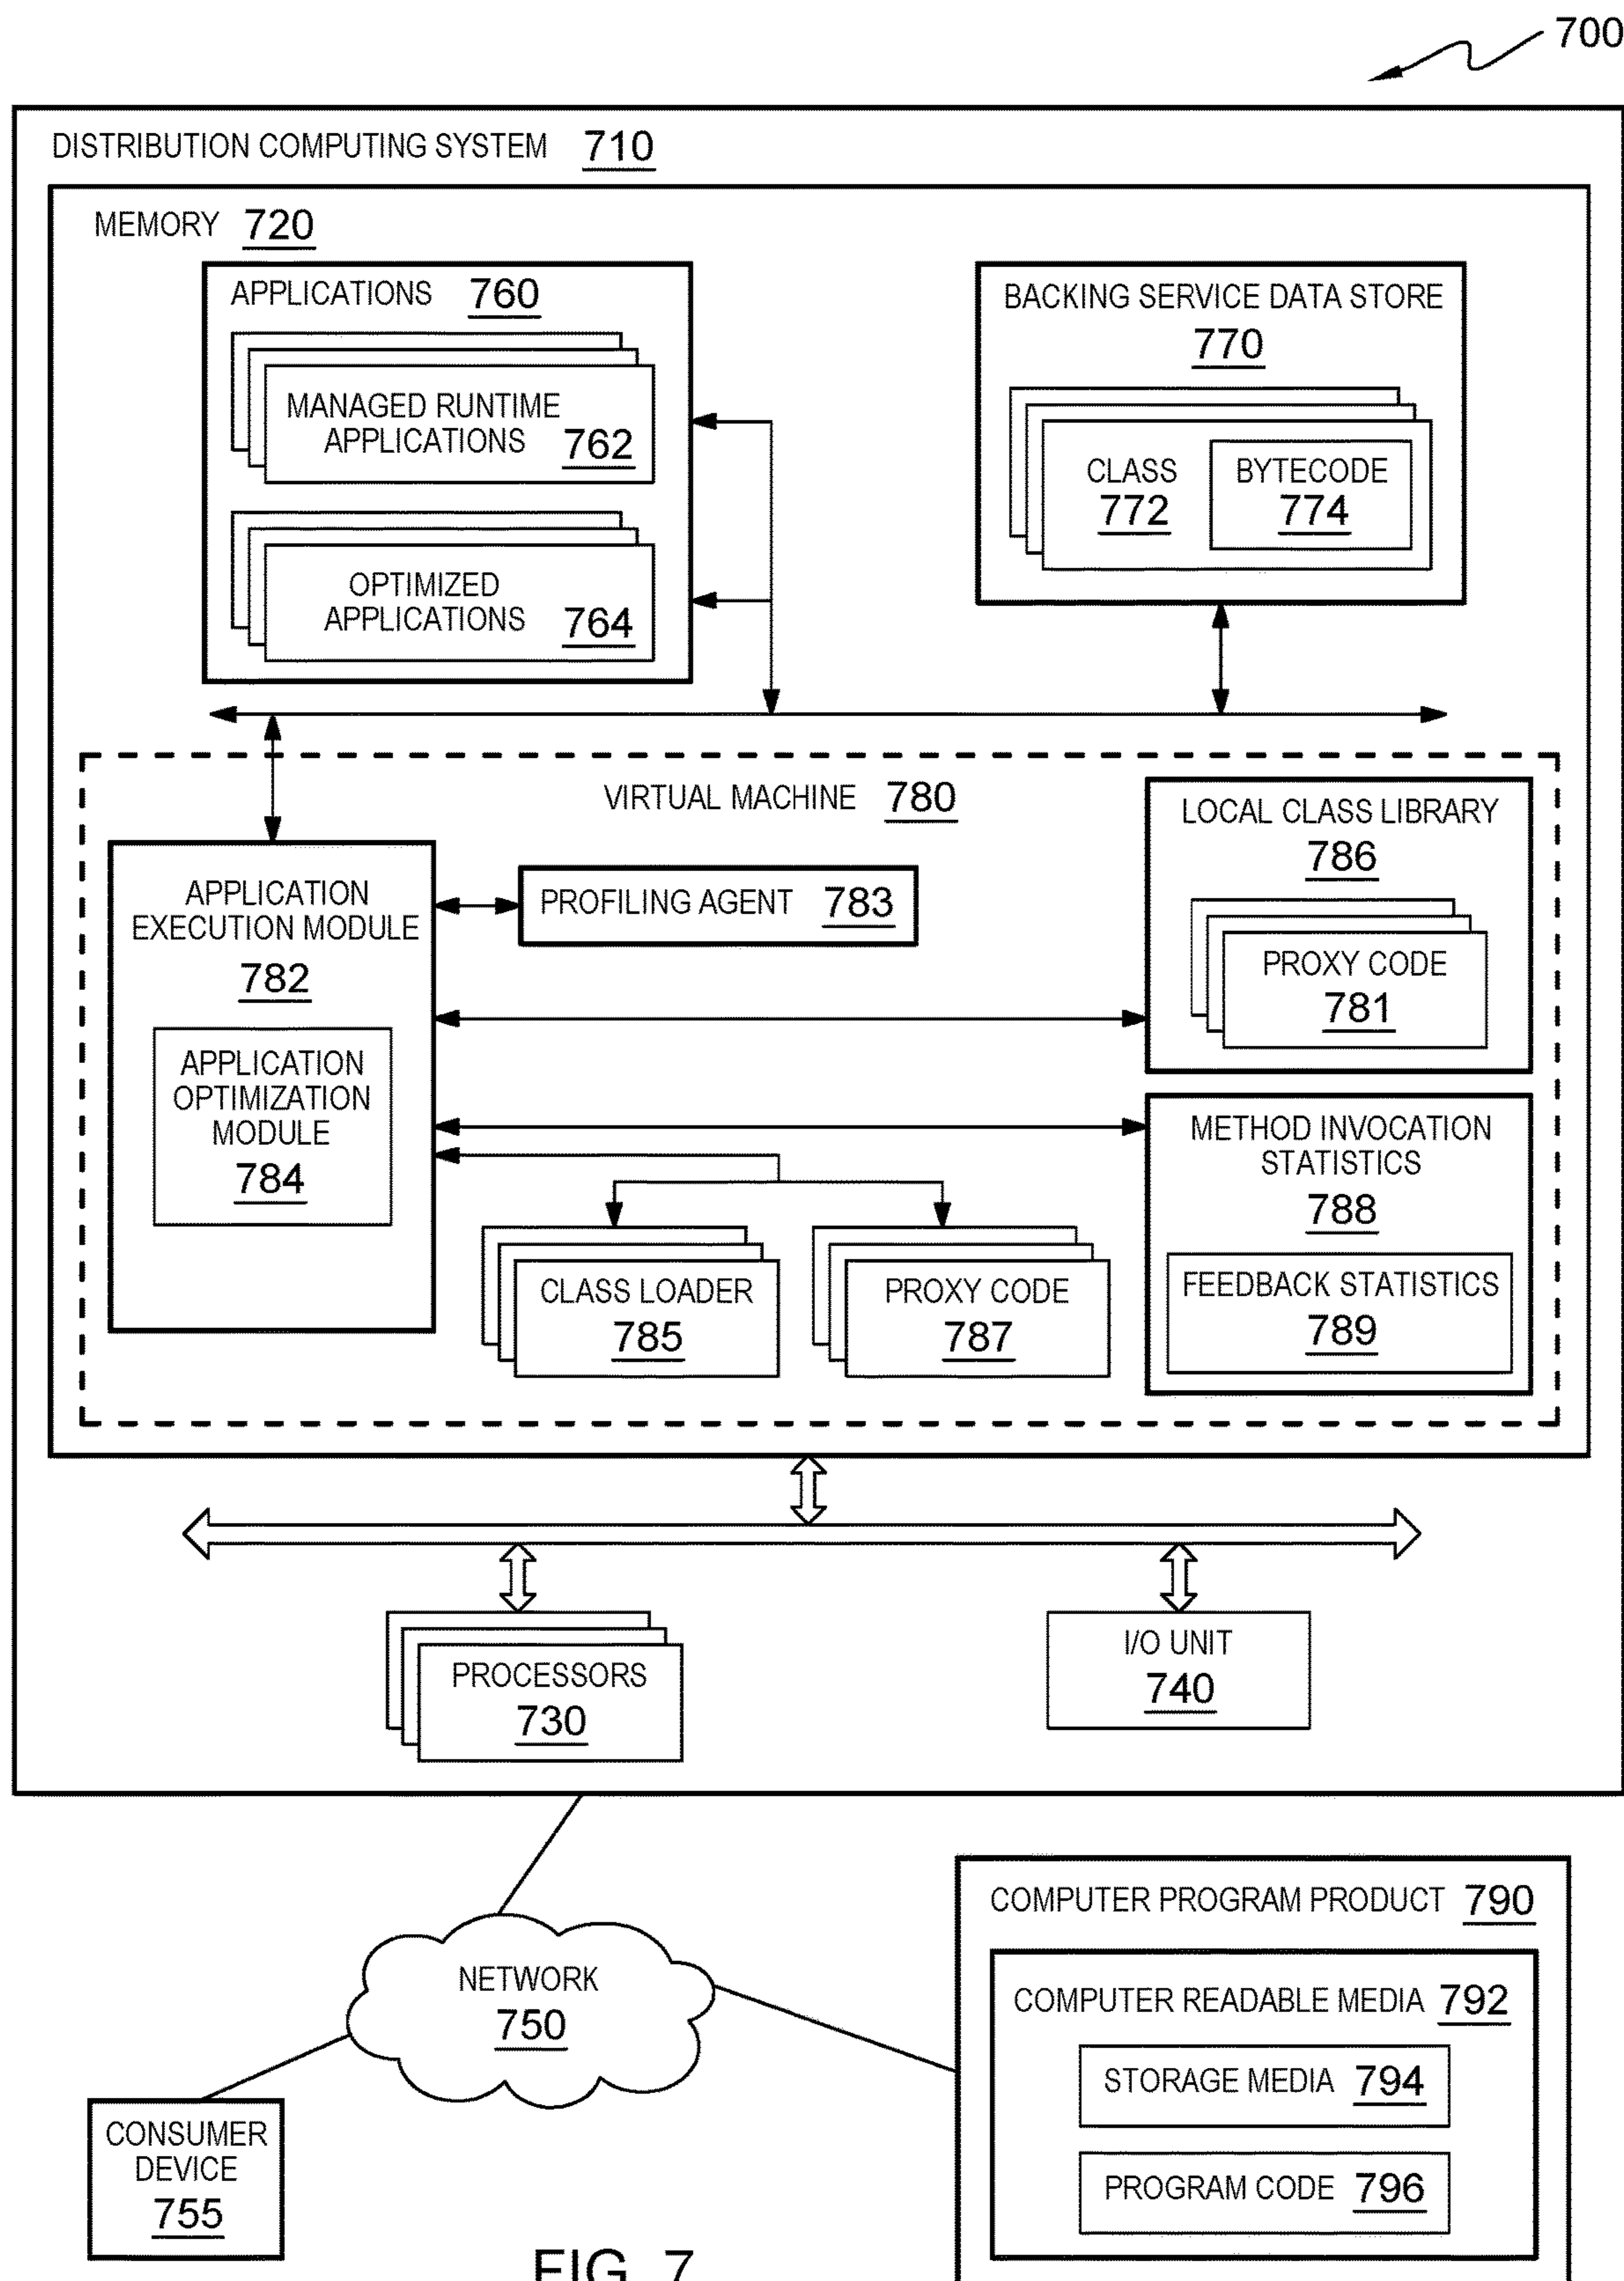 700
DISTRIBUTION COMPUTING SYSTEM 710
MEMORY 720
APPLICATIONS 760
MANAGED RUNTIME
APPLICATIONS 762
OPTIMIZED
APPLICATIONS 764
BACKING SERVICE DATA STORE
770
CLASS
772
BYTECODE
774
VIRTUAL MACHINE 780
APPLICATION
EXECUTION MODULE
782
APPLICATION
OPTIMIZATION
MODULE
784
PROFILING AGENT 783
LOCAL CLASS LIBRARY
786
PROXY CODE
781
METHOD INVOCATION
STATISTICS
788
FEEDBACK STATISTICS
789
CLASS LOADER
785
PROXY CODE
787
PROCESSORS
730
I/O UNIT
740
NETWORK
750
CONSUMER
DEVICE
755
COMPUTER PROGRAM PRODUCT 790
COMPUTER READABLE MEDIA 792
STORAGE MEDIA 794
PROGRAM CODE 796
FIG. 7